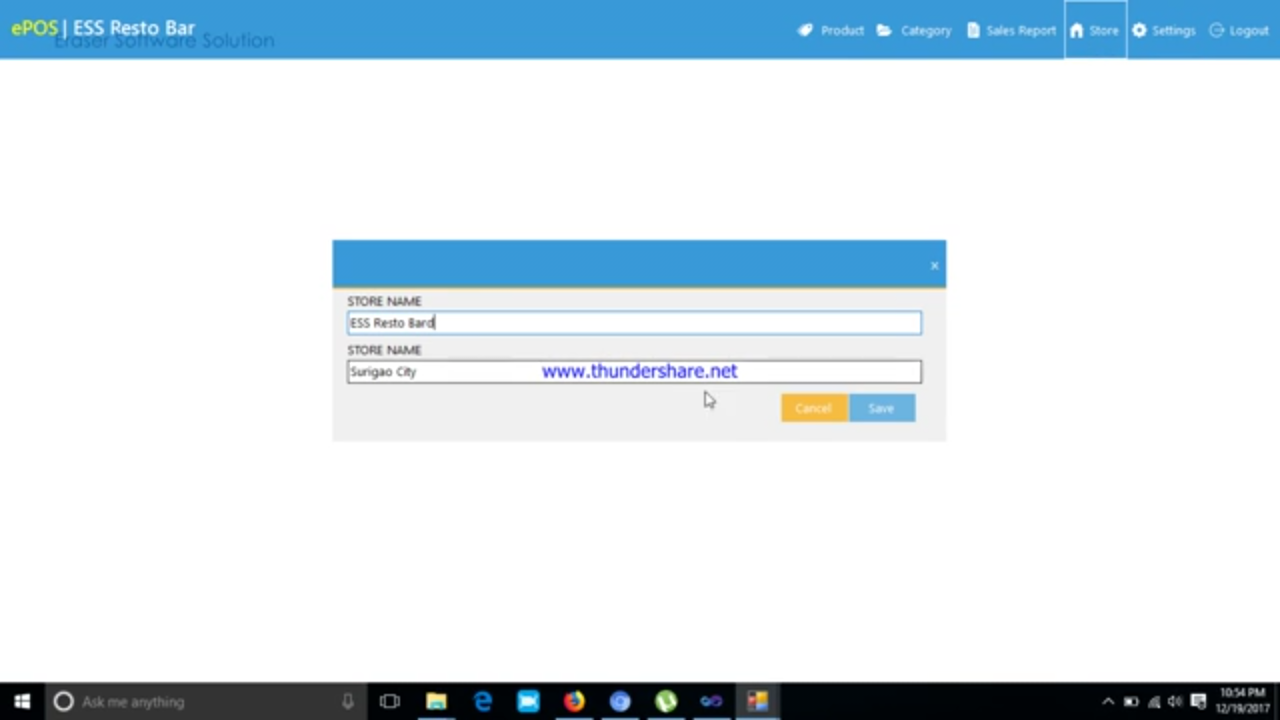 ePOS | ESS Resto Bar
Eraser Software Solution
Product
Category
Sales Report
Store
Settings
Logout
×
STORE NAME
ESS Resto Bard
STORE NAME
Surigao City
www.thundershare.net
Cancel
Save
Ask me anything
10:54 PM
12/19/2017